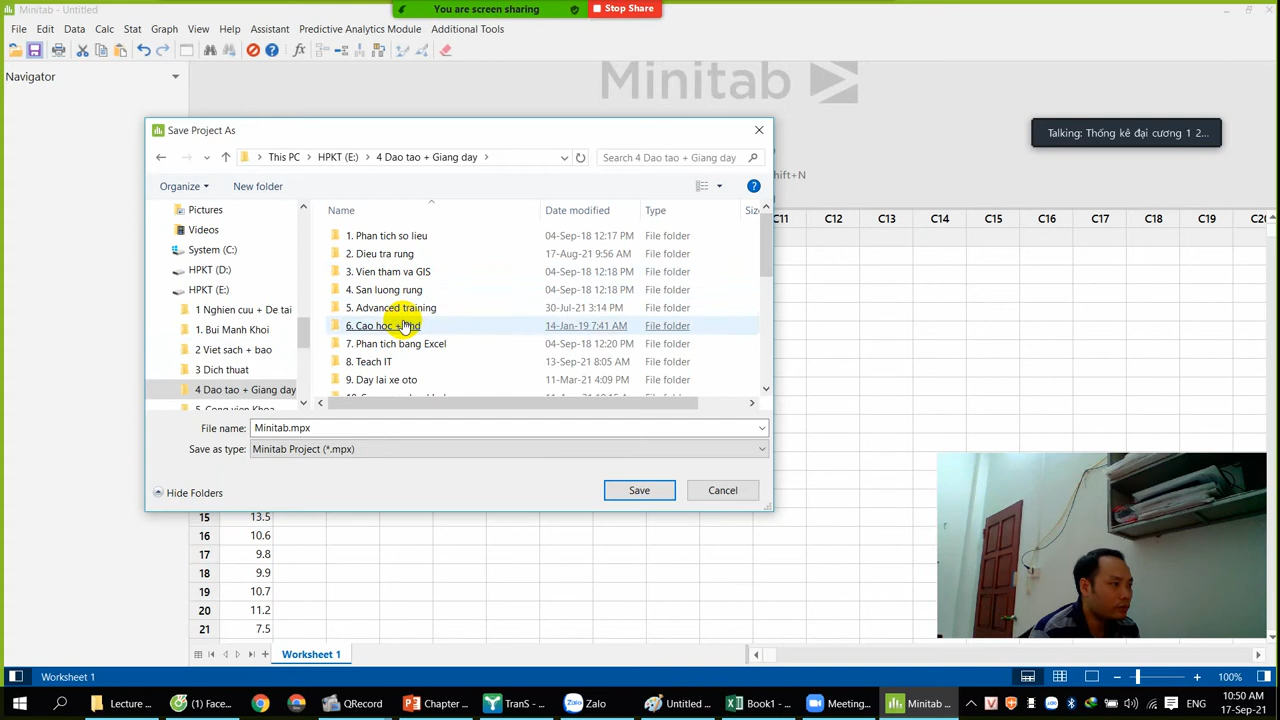 Minitab - Untitled
You are screen sharing
Stop Share
File Edit Data Calc Stat Graph View Help Assistant Predictive Analytics Module Additional Tools
Navigator
Minitab
Save Project As
Talking: Thống kê đại cương 1 2...
This PC > HPKT (E:) > 4 Dao tao + Giang day >
Search 4 Dao tao + Giang day
Organize
New folder
Pictures
Videos
System (C:)
HPKT (D:)
HPKT (E:)
1 Nghien cuu + De tai
1. Bui Manh Khoi
2 Viet sach + bao
3 Dich thuat
4 Dao tao + Giang day
Name Date modified Type
1. Phan tich so lieu 04-Sep-18 12:17 PM File folder
2. Dieu tra rung 17-Aug-21 9:56 AM File folder
3. Vien tham va GIS 04-Sep-18 12:18 PM File folder
4. San luong rung 04-Sep-18 12:18 PM File folder
5. Advanced training 30-Jul-21 3:14 PM File folder
6. Cao hoc + 14-Jan-19 7:41 AM File folder
7. Phan tich bang Excel 04-Sep-18 12:20 PM File folder
8. Teach IT 13-Sep-21 8:05 AM File folder
9. Day lai xe oto 11-Mar-21 4:09 PM File folder
File name: Minitab.mpx
Save as type: Minitab Project (*.mpx)
Hide Folders
Save
Cancel
C12 C13 C14 C15 C16 C17 C18 C19
15 13.5
16 10.6
17 9.8
18 9.9
19 10.7
20 11.2
21 7.5
Worksheet 1
Worksheet 1
100%
Lecture ...
(1) Face...
QRecord
Chapter ...
TranS - ...
Zalo
Untitled ...
Book1 - ...
Meeting...
Minitab ...
ENG
10:50 AM
17-Sep-21